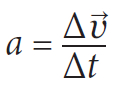 a = Δv⃗ / Δt